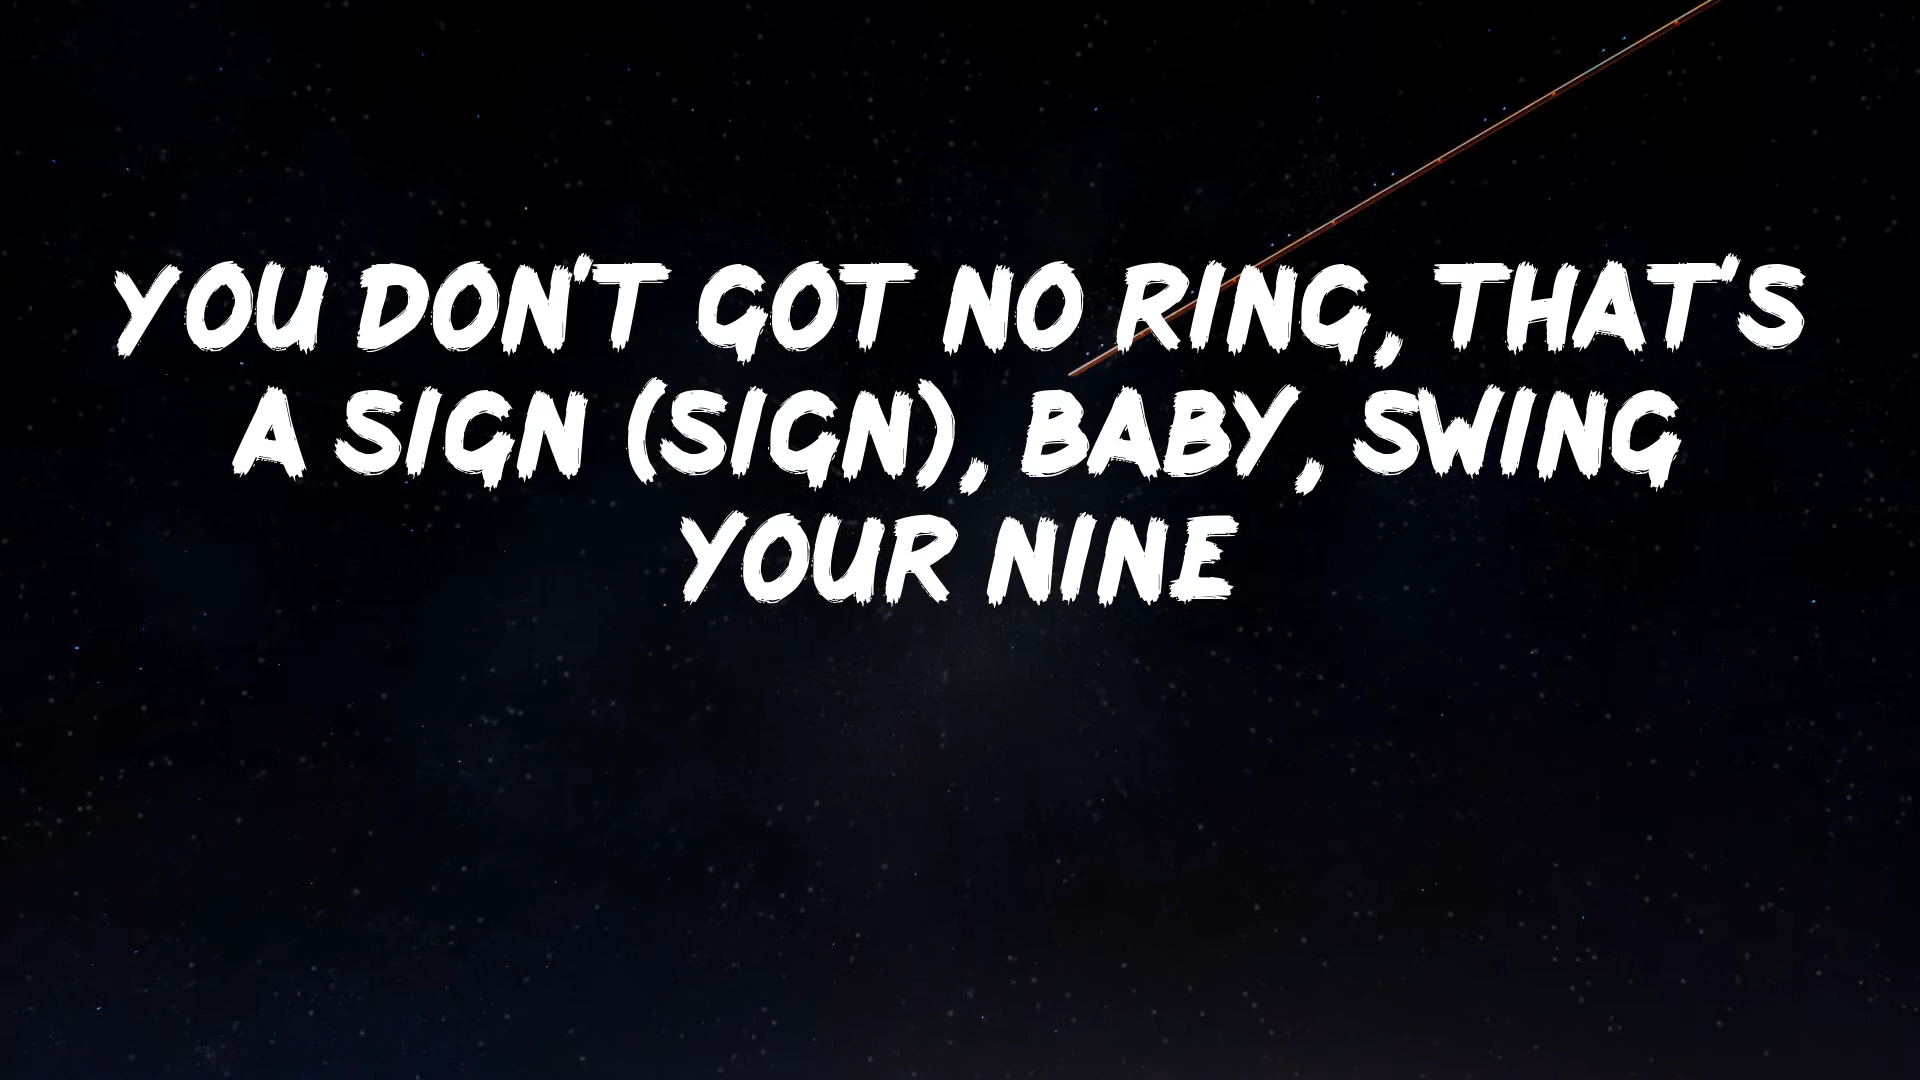 YOU DON'T GOT NO RING, THAT'S
A SIGN (SIGN), BABY, SWING
YOUR NINE